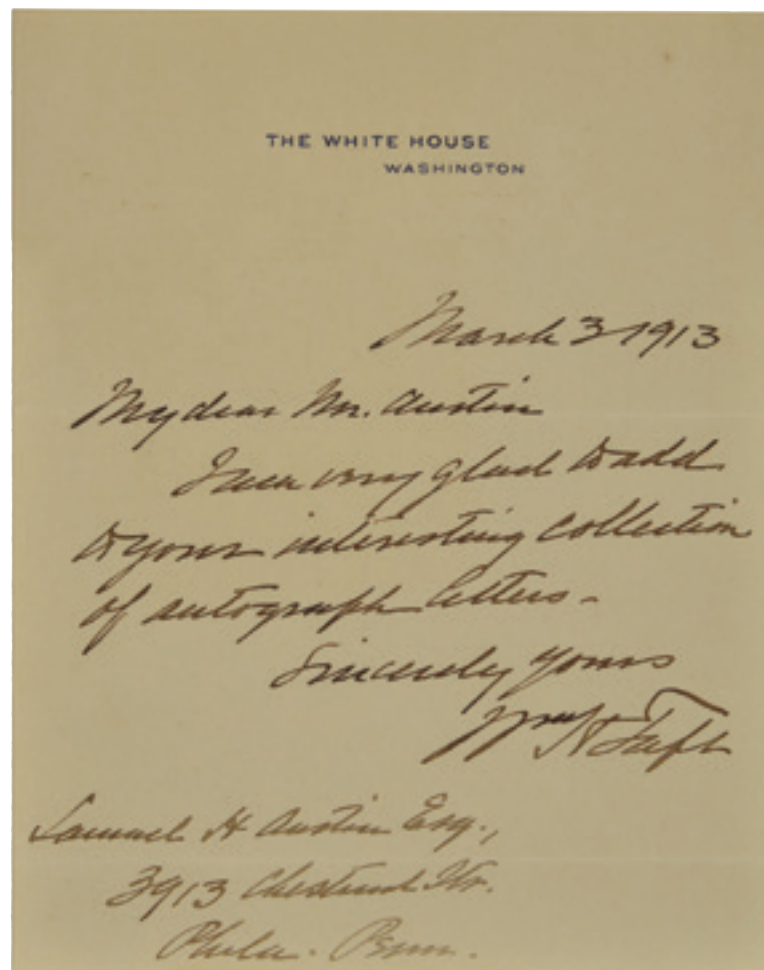 THE WHITE HOUSE
WASHINGTON
March 3 1913
My dear Mr. Austin
I am very glad to add
to your interesting collection
of autograph letters.
Sincerely yours
Wm H Taft
Samuel H Austin Esq.,
3913 Chestnut Str.
Phila. Penn.